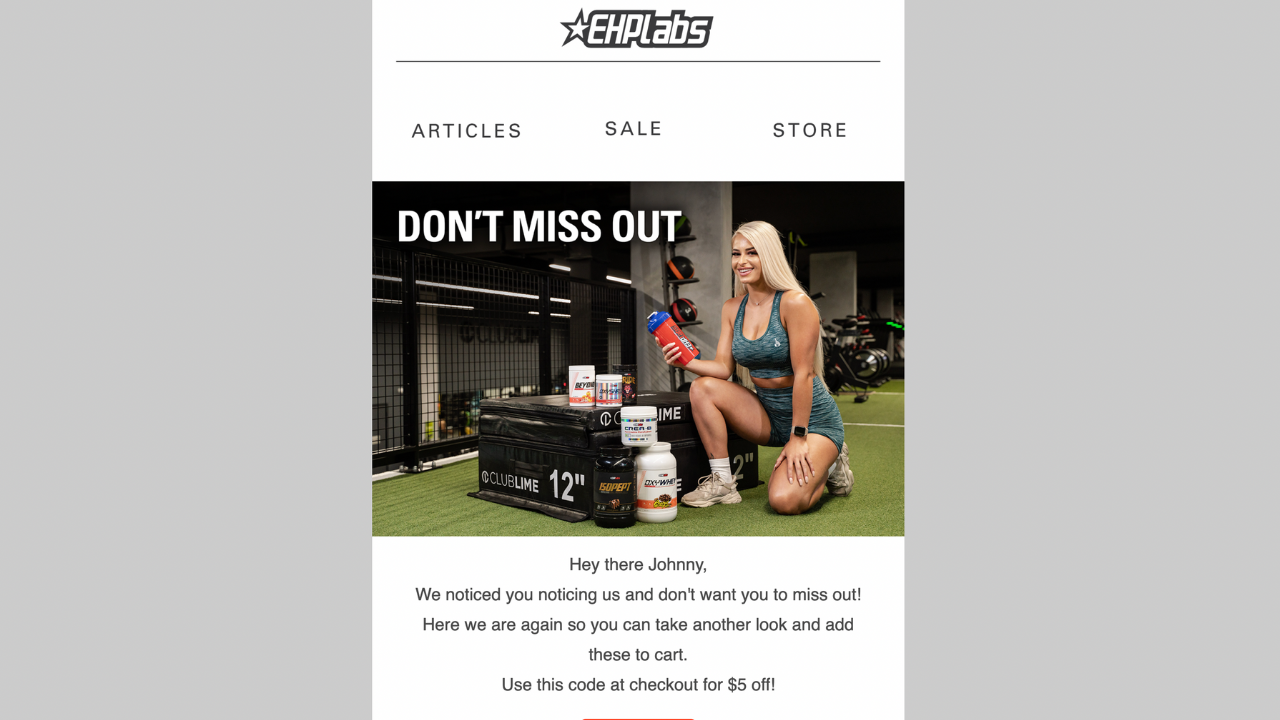 EHPLabs
ARTICLES SALE STORE
DON'T MISS OUT
BEYOND
CREA-8
CLUBLIME 12"
ISOPEPT
OXYWHEY
Hey there Johnny,
We noticed you noticing us and don't want you to miss out!
Here we are again so you can take another look and add
these to cart.
Use this code at checkout for $5 off!